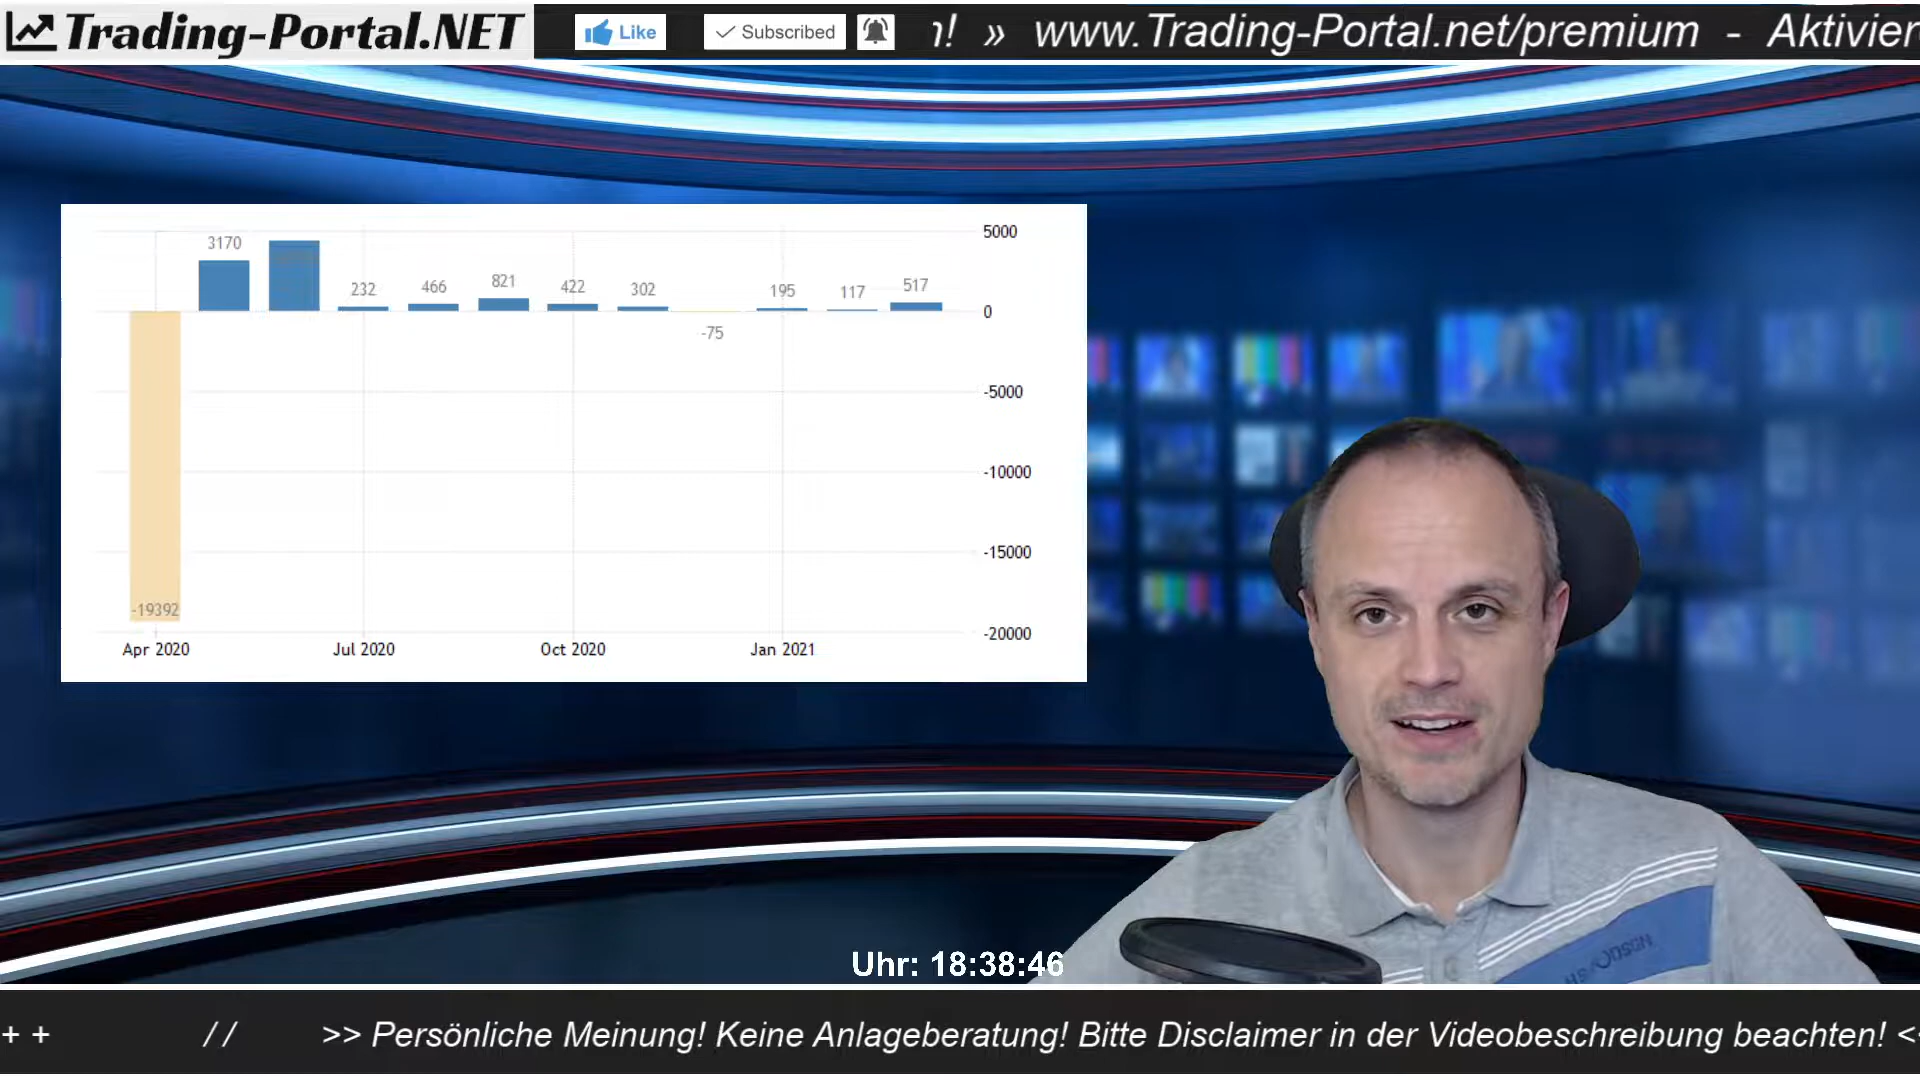 Trading-Portal.NET
Like
Subscribed
n! » www.Trading-Portal.net/premium - Aktivier
5000
3170
232
466
821
422
302
195
117
517
0
-75
-5000
-10000
-15000
-19392
-20000
Apr 2020
Jul 2020
Oct 2020
Jan 2021
Uhr: 18:38:46
+ + // >> Persönliche Meinung! Keine Anlageberatung! Bitte Disclaimer in der Videobeschreibung beachten! <